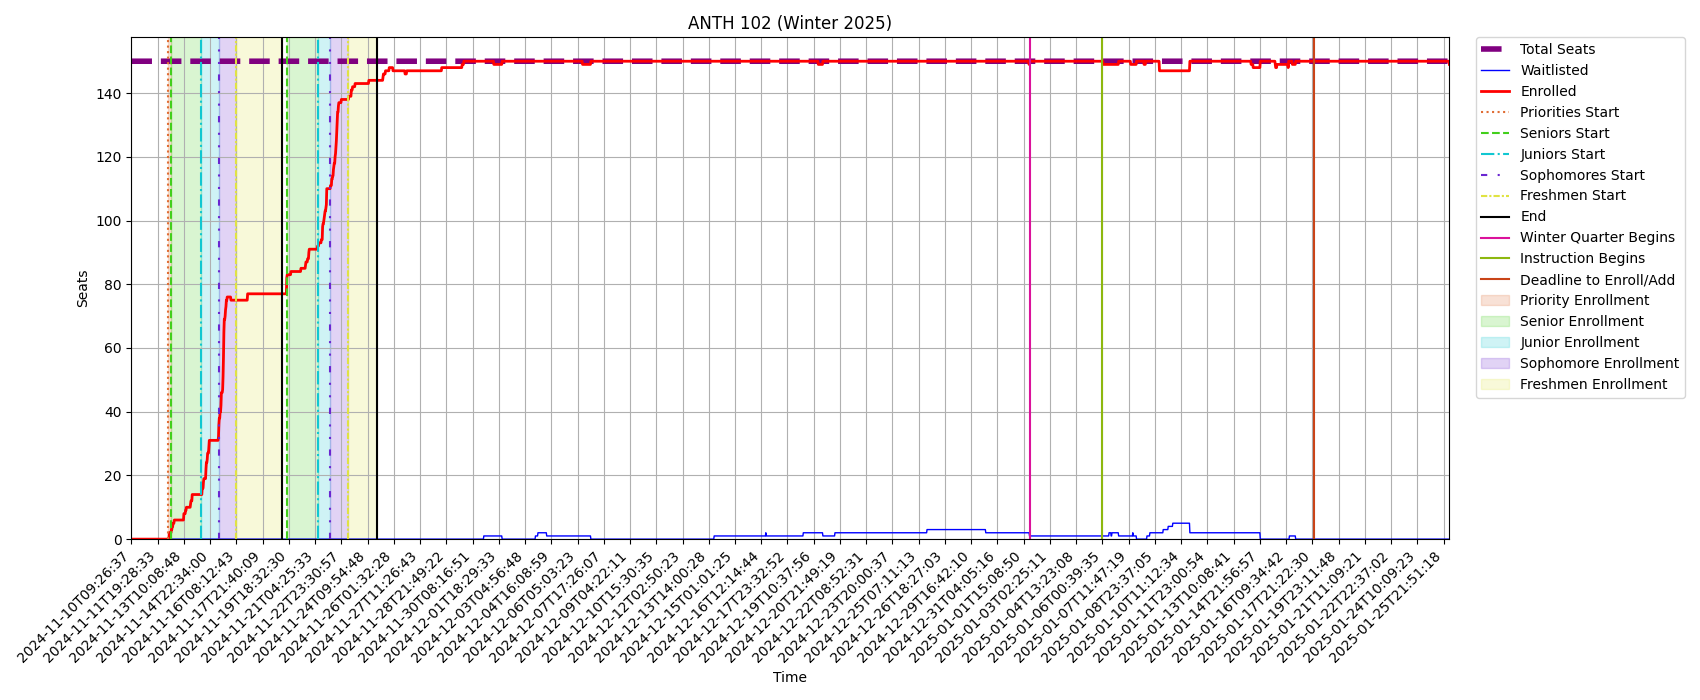 ANTH 102 (Winter 2025)
Seats
140
120
100
80
60
40
20
0
2024-11-10T09:26:37
2024-11-11T19:28:33
2024-11-13T10:08:48
2024-11-14T22:34:00
2024-11-16T08:12:43
2024-11-17T21:40:09
2024-11-19T18:32:30
2024-11-21T04:25:33
2024-11-22T23:30:57
2024-11-24T09:54:48
2024-11-26T01:32:28
2024-11-27T11:26:43
2024-11-28T21:49:22
2024-11-30T08:16:51
2024-12-01T18:29:33
2024-12-03T04:56:48
2024-12-04T16:08:59
2024-12-06T05:03:23
2024-12-07T17:26:07
2024-12-09T04:22:11
2024-12-10T15:30:35
2024-12-12T02:50:23
2024-12-13T14:00:28
2024-12-15T01:01:25
2024-12-16T12:14:44
2024-12-17T23:32:52
2024-12-19T10:37:56
2024-12-20T21:49:19
2024-12-22T08:52:31
2024-12-23T20:00:37
2024-12-25T07:11:13
2024-12-26T18:27:03
2024-12-29T16:42:10
2024-12-31T04:05:16
2025-01-01T15:08:50
2025-01-03T02:25:11
2025-01-04T13:23:08
2025-01-06T00:39:35
2025-01-07T11:47:19
2025-01-08T23:37:05
2025-01-10T11:12:34
2025-01-11T23:00:54
2025-01-13T10:08:41
2025-01-14T21:56:57
2025-01-16T09:34:42
2025-01-17T21:22:30
2025-01-19T23:11:48
2025-01-21T11:09:21
2025-01-22T22:37:02
2025-01-24T10:09:23
2025-01-25T21:51:18
Time
Total Seats
Waitlisted
Enrolled
Priorities Start
Seniors Start
Juniors Start
Sophomores Start
Freshmen Start
End
Winter Quarter Begins
Instruction Begins
Deadline to Enroll/Add
Priority Enrollment
Senior Enrollment
Junior Enrollment
Sophomore Enrollment
Freshmen Enrollment